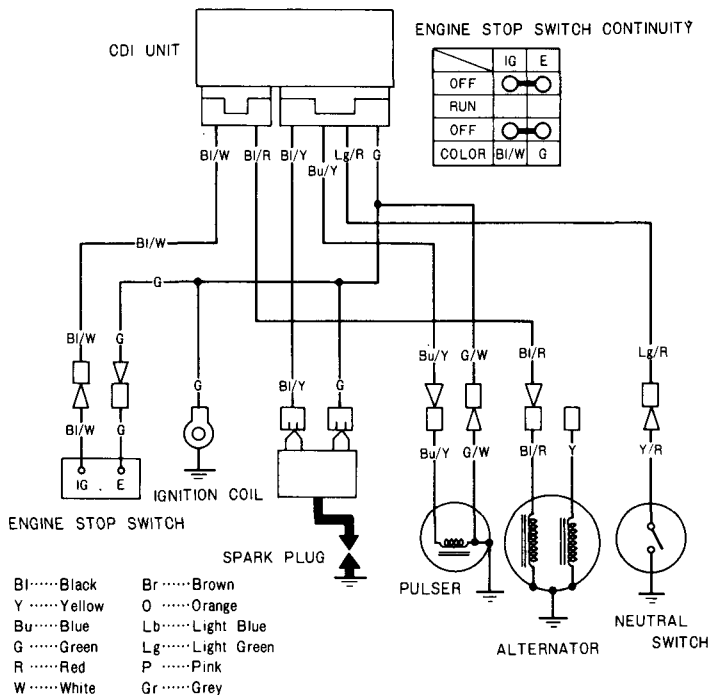 CDI UNIT
ENGINE STOP SWITCH CONTINUITY
IG E
OFF
RUN
OFF
COLOR Bl/W G
Bl/W Bl/R Bl/Y Bu/Y Lg/R G
Bl/W
G
Bl/W G Bu/Y G/W Bl/R Lg/R
G Bl/Y G
Bl/W G Bu/Y G/W Bl/R Y Y/R
IG E
IGNITION COIL
ENGINE STOP SWITCH
SPARK PLUG
PULSER
ALTERNATOR
NEUTRAL
SWITCH
Bl······Black Br ······Brown
Y ······Yellow O ······Orange
Bu······Blue Lb······Light Blue
G ······Green Lg······Light Green
R ······Red P ······Pink
W ······White Gr ······Grey